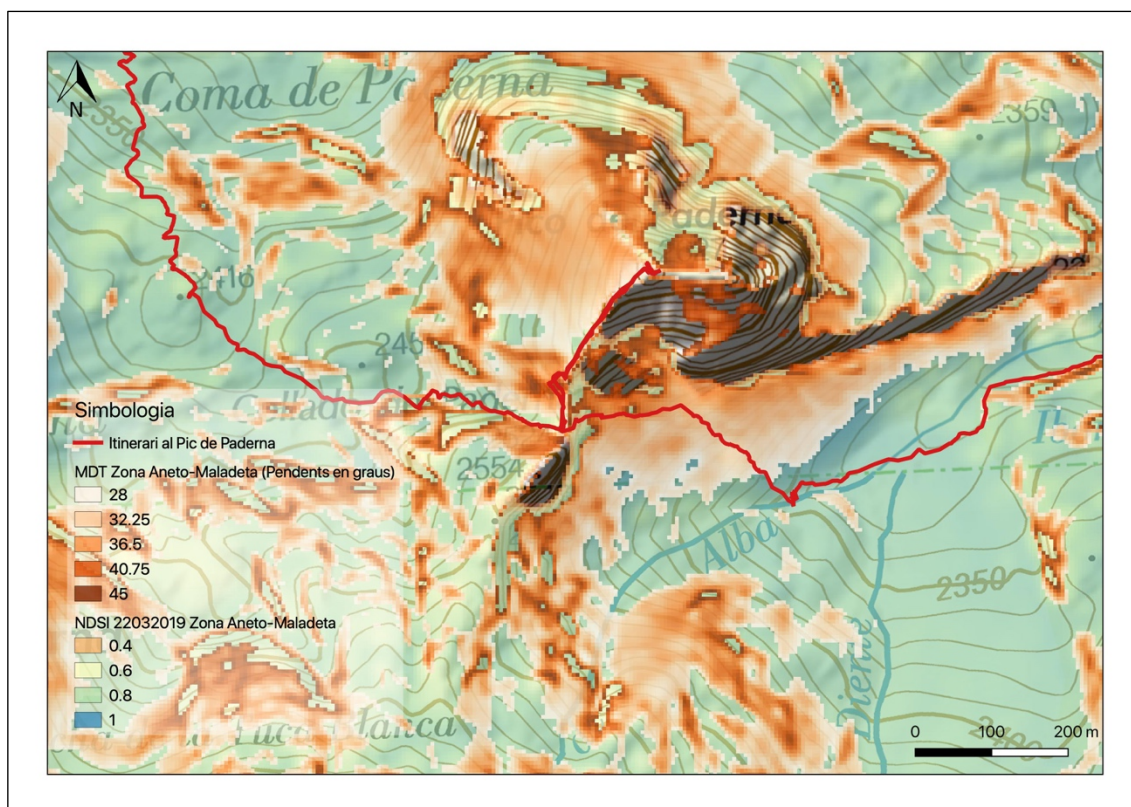 Coma de Paderna
N
2359
2416
2554
Simbologia
Itinerari al Pic de Paderna
MDT Zona Aneto-Maladeta (Pendents en graus)
28
32.25
36.5
40.75
45
NDSI 22032019 Zona Aneto-Maladeta
0.4
0.6
0.8
1
Alba
2350
0 100 200 m
2400